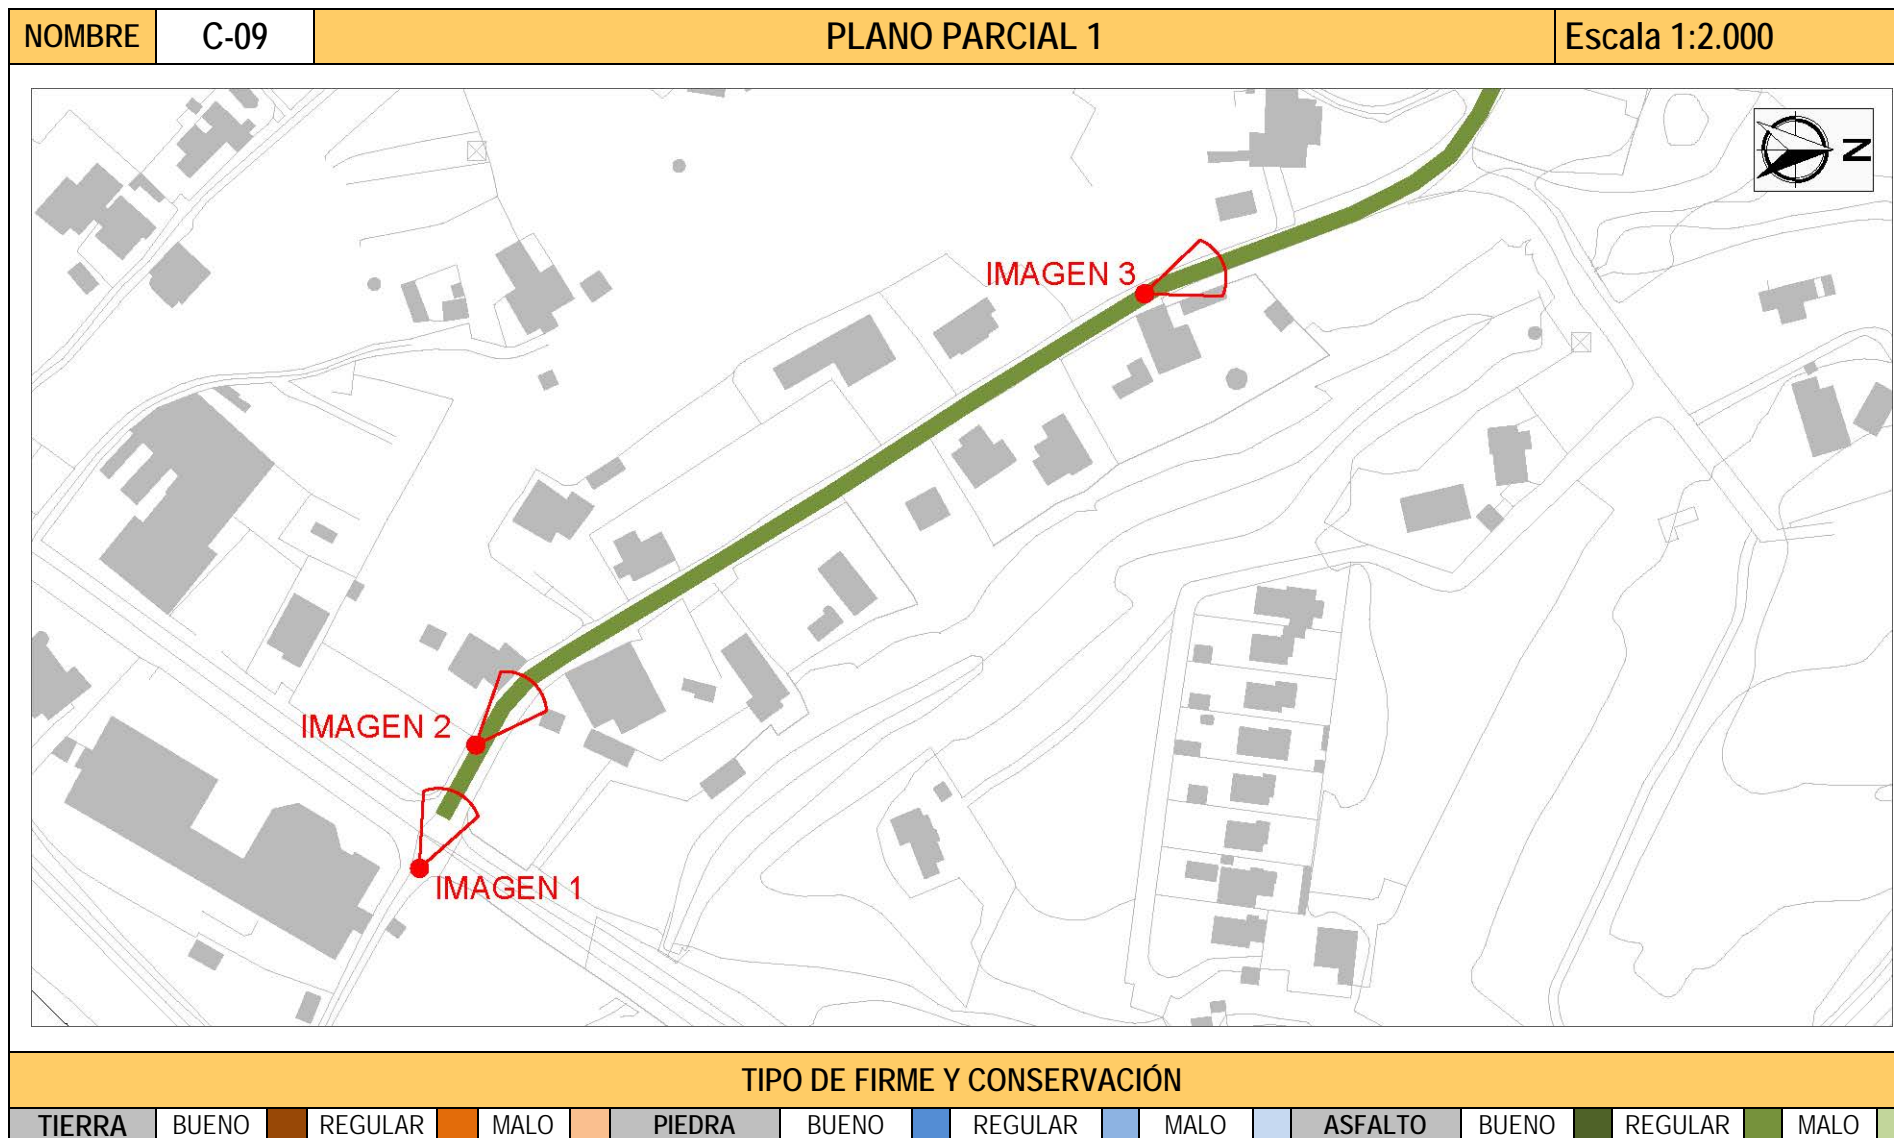 NOMBRE C-09 PLANO PARCIAL 1 Escala 1:2.000
N
IMAGEN 3
IMAGEN 2
IMAGEN 1
TIPO DE FIRME Y CONSERVACIÓN
TIERRA BUENO REGULAR MALO PIEDRA BUENO REGULAR MALO ASFALTO BUENO REGULAR MALO